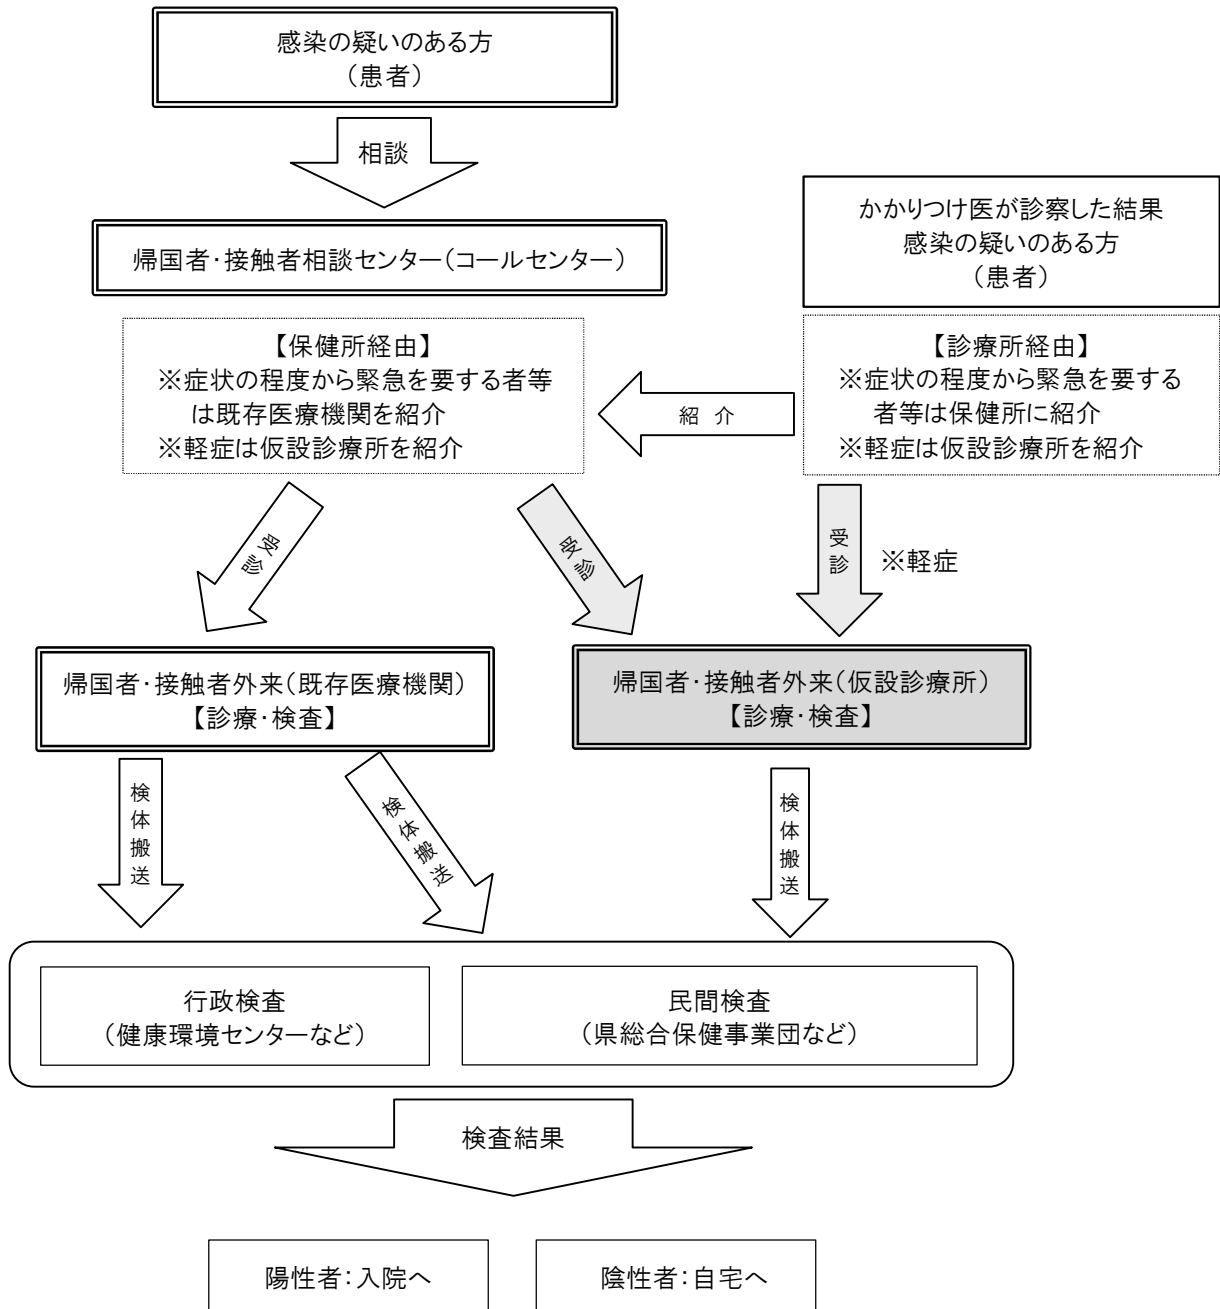 感染の疑いのある方
（患者）
相談
帰国者・接触者相談センター（コールセンター）
かかりつけ医が診察した結果
感染の疑いのある方
（患者）
【保健所経由】
※症状の程度から緊急を要する者等
は既存医療機関を紹介
※軽症は仮設診療所を紹介
紹 介
【診療所経由】
※症状の程度から緊急を要する
者等は保健所に紹介
※軽症は仮設診療所を紹介
受診
受診
受診
※軽症
帰国者・接触者外来（既存医療機関）
【診療・検査】
帰国者・接触者外来（仮設診療所）
【診療・検査】
検体搬送
検体搬送
検体搬送
行政検査
（健康環境センターなど）
民間検査
（県総合保健事業団など）
検査結果
陽性者：入院へ
陰性者：自宅へ